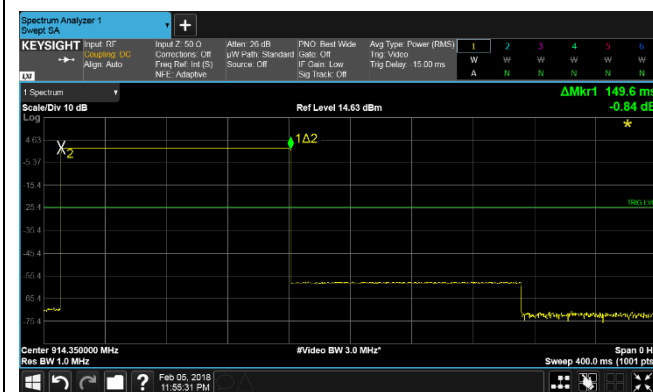 Spectrum Analyzer 1
Swept SA
+
KEYSIGHT Input: RF Input Z: 50 Ω Atten: 26 dB PNO: Best Wide Avg Type: Power (RMS) 1 2 3 4 5 6
Coupling: DC Corrections: Off µW Path: Standard Gate: Off Trig: Video W W W W W W
Align: Auto Freq Ref: Int (S) Source: Off IF Gain: Low Trig Delay: -15.00 ms
NFE: Adaptive Sig Track: Off A N N N N N
LXI
1 Spectrum ΔMkr1 149.6 ms
Scale/Div 10 dB Ref Level 14.63 dBm -0.84 dB
Log
4.63
X2 1Δ2
-5.37
-15.4
-25.4 TRIG LVL
-35.4
-45.4
-55.4
-65.4
-75.4
Center 914.350000 MHz #Video BW 3.0 MHz* Span 0 H
Res BW 1.0 MHz Sweep 400.0 ms (1001 pts
? Feb 05, 2018
11:55:31 PM